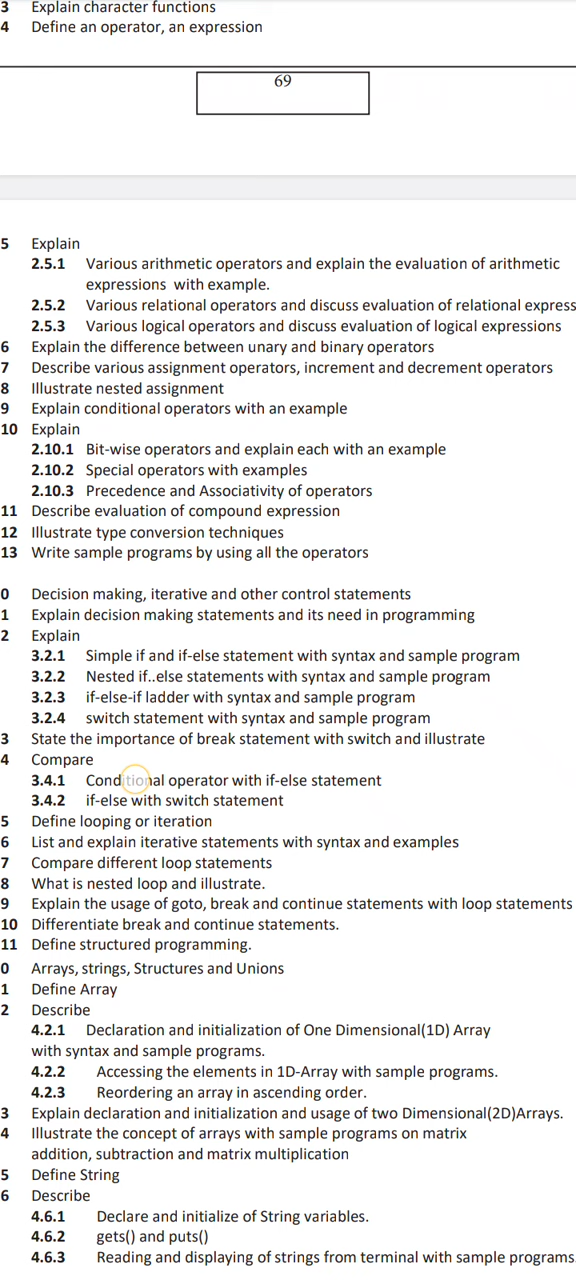 3 Explain character functions
4 Define an operator, an expression
69
5 Explain
2.5.1 Various arithmetic operators and explain the evaluation of arithmetic
expressions with example.
2.5.2 Various relational operators and discuss evaluation of relational express
2.5.3 Various logical operators and discuss evaluation of logical expressions
6 Explain the difference between unary and binary operators
7 Describe various assignment operators, increment and decrement operators
8 Illustrate nested assignment
9 Explain conditional operators with an example
10 Explain
2.10.1 Bit-wise operators and explain each with an example
2.10.2 Special operators with examples
2.10.3 Precedence and Associativity of operators
11 Describe evaluation of compound expression
12 Illustrate type conversion techniques
13 Write sample programs by using all the operators
0 Decision making, iterative and other control statements
1 Explain decision making statements and its need in programming
2 Explain
3.2.1 Simple if and if-else statement with syntax and sample program
3.2.2 Nested if..else statements with syntax and sample program
3.2.3 if-else-if ladder with syntax and sample program
3.2.4 switch statement with syntax and sample program
3 State the importance of break statement with switch and illustrate
4 Compare
3.4.1 Conditional operator with if-else statement
3.4.2 if-else with switch statement
5 Define looping or iteration
6 List and explain iterative statements with syntax and examples
7 Compare different loop statements
8 What is nested loop and illustrate.
9 Explain the usage of goto, break and continue statements with loop statements
10 Differentiate break and continue statements.
11 Define structured programming.
0 Arrays, strings, Structures and Unions
1 Define Array
2 Describe
4.2.1 Declaration and initialization of One Dimensional(1D) Array
with syntax and sample programs.
4.2.2 Accessing the elements in 1D-Array with sample programs.
4.2.3 Reordering an array in ascending order.
3 Explain declaration and initialization and usage of two Dimensional(2D)Arrays.
4 Illustrate the concept of arrays with sample programs on matrix
addition, subtraction and matrix multiplication
5 Define String
6 Describe
4.6.1 Declare and initialize of String variables.
4.6.2 gets() and puts()
4.6.3 Reading and displaying of strings from terminal with sample programs